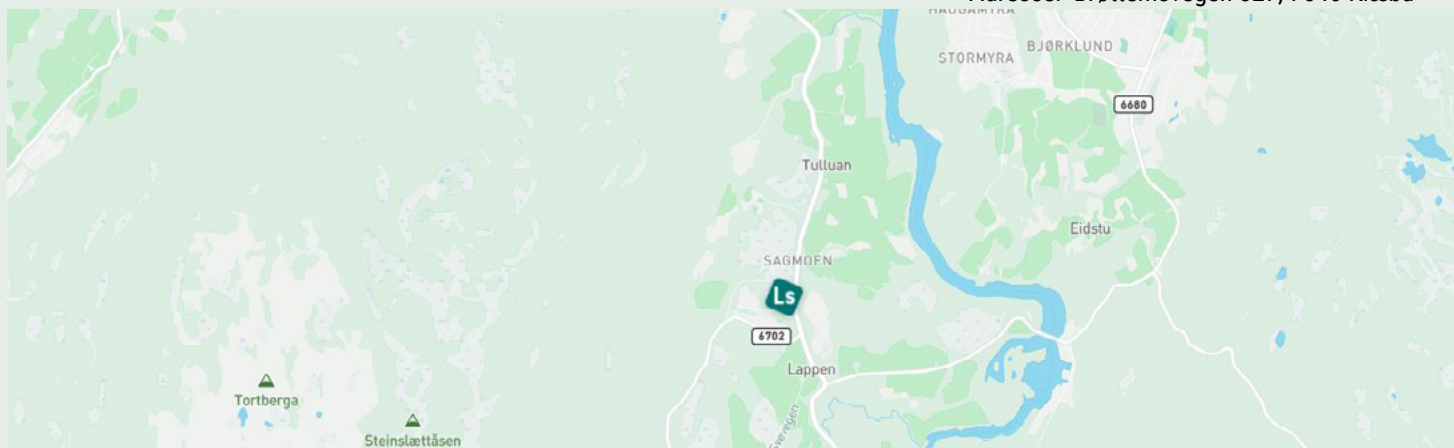 HAUGAMYRA
BJØRKLUND
STORMYRA
6680
Tulluan
Eidstu
SAGMOEN
Ls
6702
Lappen
Tortberga
Steinslættåsen